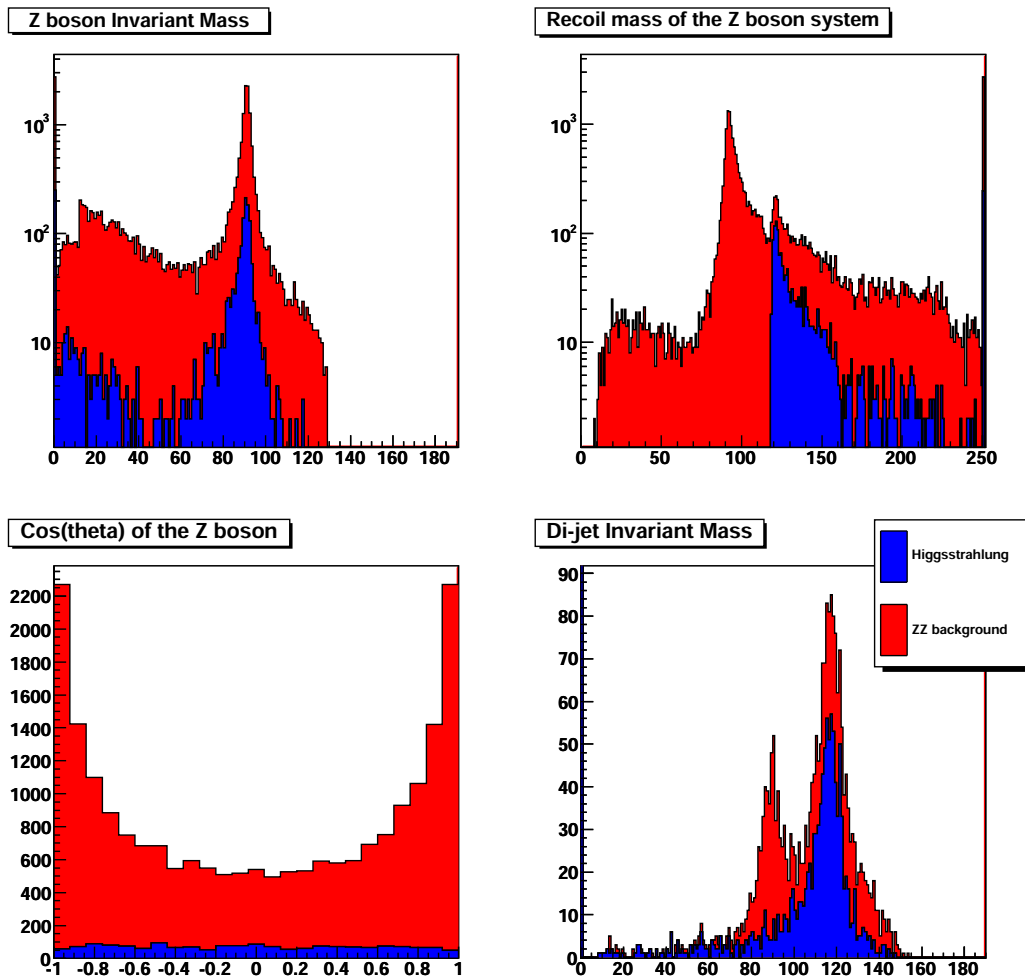 Z boson Invariant Mass
10³
10²
10
0 20 40 60 80 100 120 140 160 180
Recoil mass of the Z boson system
10³
10²
10
0 50 100 150 200 250
Cos(theta) of the Z boson
2200
2000
1800
1600
1400
1200
1000
800
600
400
200
0
-1 -0.8 -0.6 -0.4 -0.2 0 0.2 0.4 0.6 0.8 1
Di-jet Invariant Mass
90
80
70
60
50
40
30
20
10
0
0 20 40 60 80 100 120 140 160 180
Higgsstrahlung
ZZ background